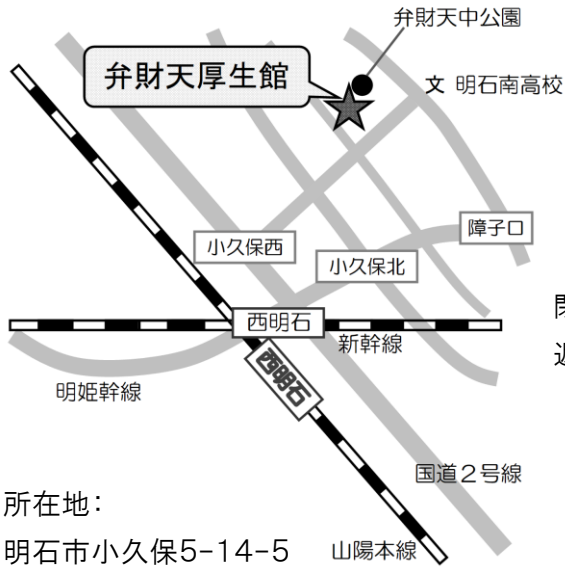 弁財天中公園
弁財天厚生館
文 明石南高校
障子口
小久保西
小久保北
西明石
新幹線
西明石
明姫幹線
国道2号線
所在地：
明石市小久保5-14-5
山陽本線